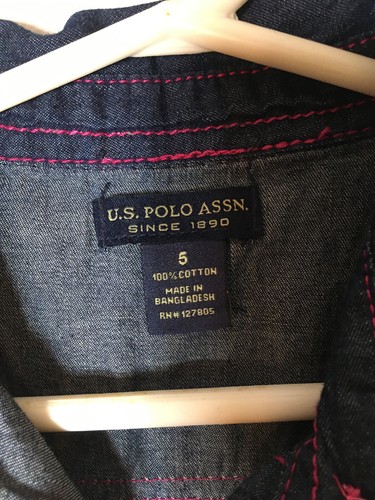 U.S. POLO ASSN.
SINCE 1890
5
100% COTTON
MADE IN
BANGLADESH
RN# 127805